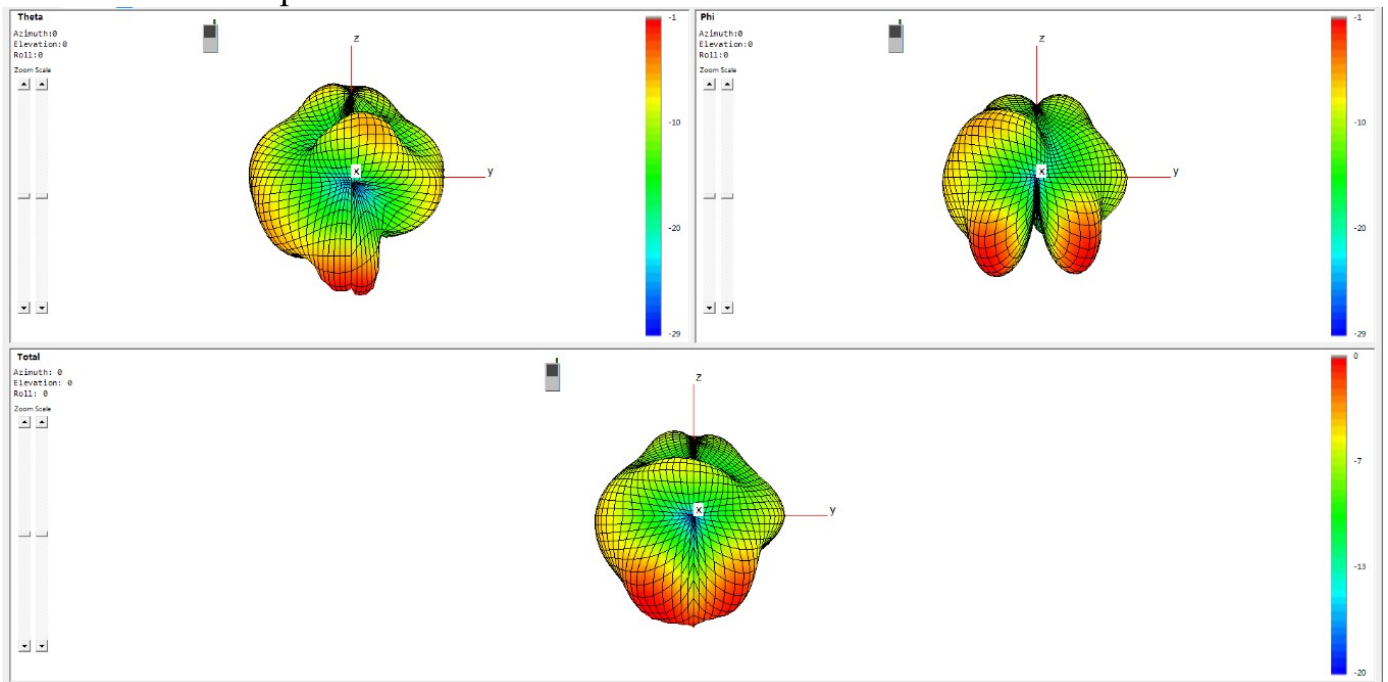 Theta
Azimuth:0
Elevation:0
Roll:0
Zoom Scale
z
x
y
-1
-10
-20
-29
Phi
Azimuth:0
Elevation:0
Roll:0
Zoom Scale
z
x
y
-1
-10
-20
-29
Total
Azimuth: 0
Elevation: 0
Roll: 0
Zoom Scale
z
x
y
0
-7
-13
-20